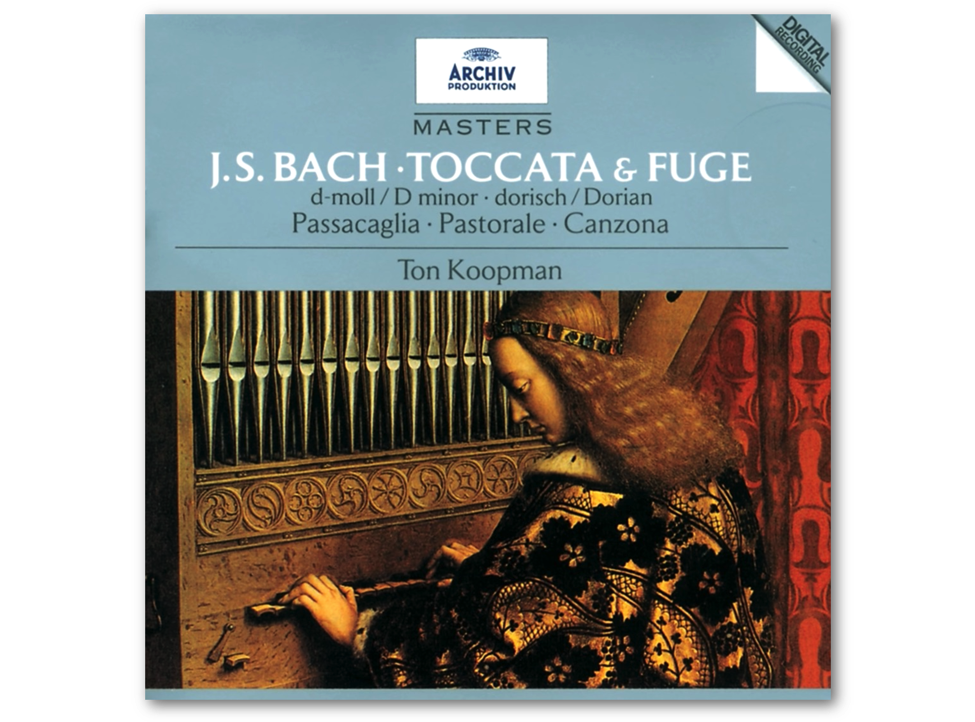 DIGITAL
RECORDING
ARCHIV
PRODUKTION
MASTERS
J.S. BACH · TOCCATA & FUGE
d-moll / D minor · dorisch / Dorian
Passacaglia · Pastorale · Canzona
Ton Koopman